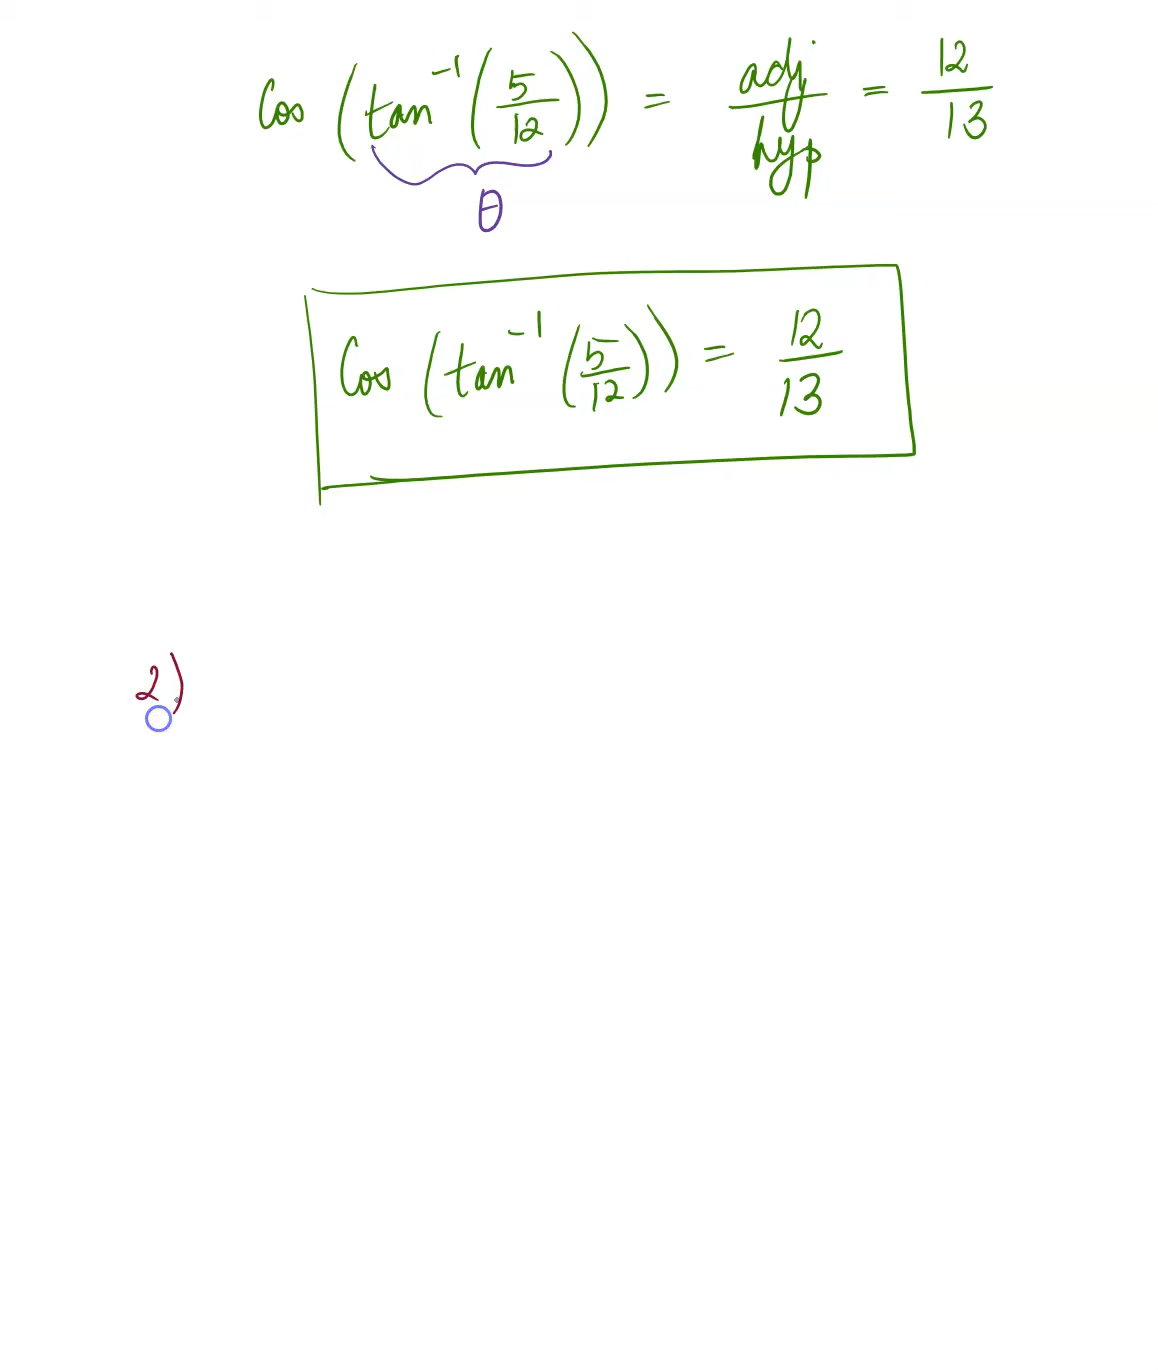 Cos (tan⁻¹(5/12)) = adj/hyp = 12/13
θ
Cos (tan⁻¹(5/12)) = 12/13
2)